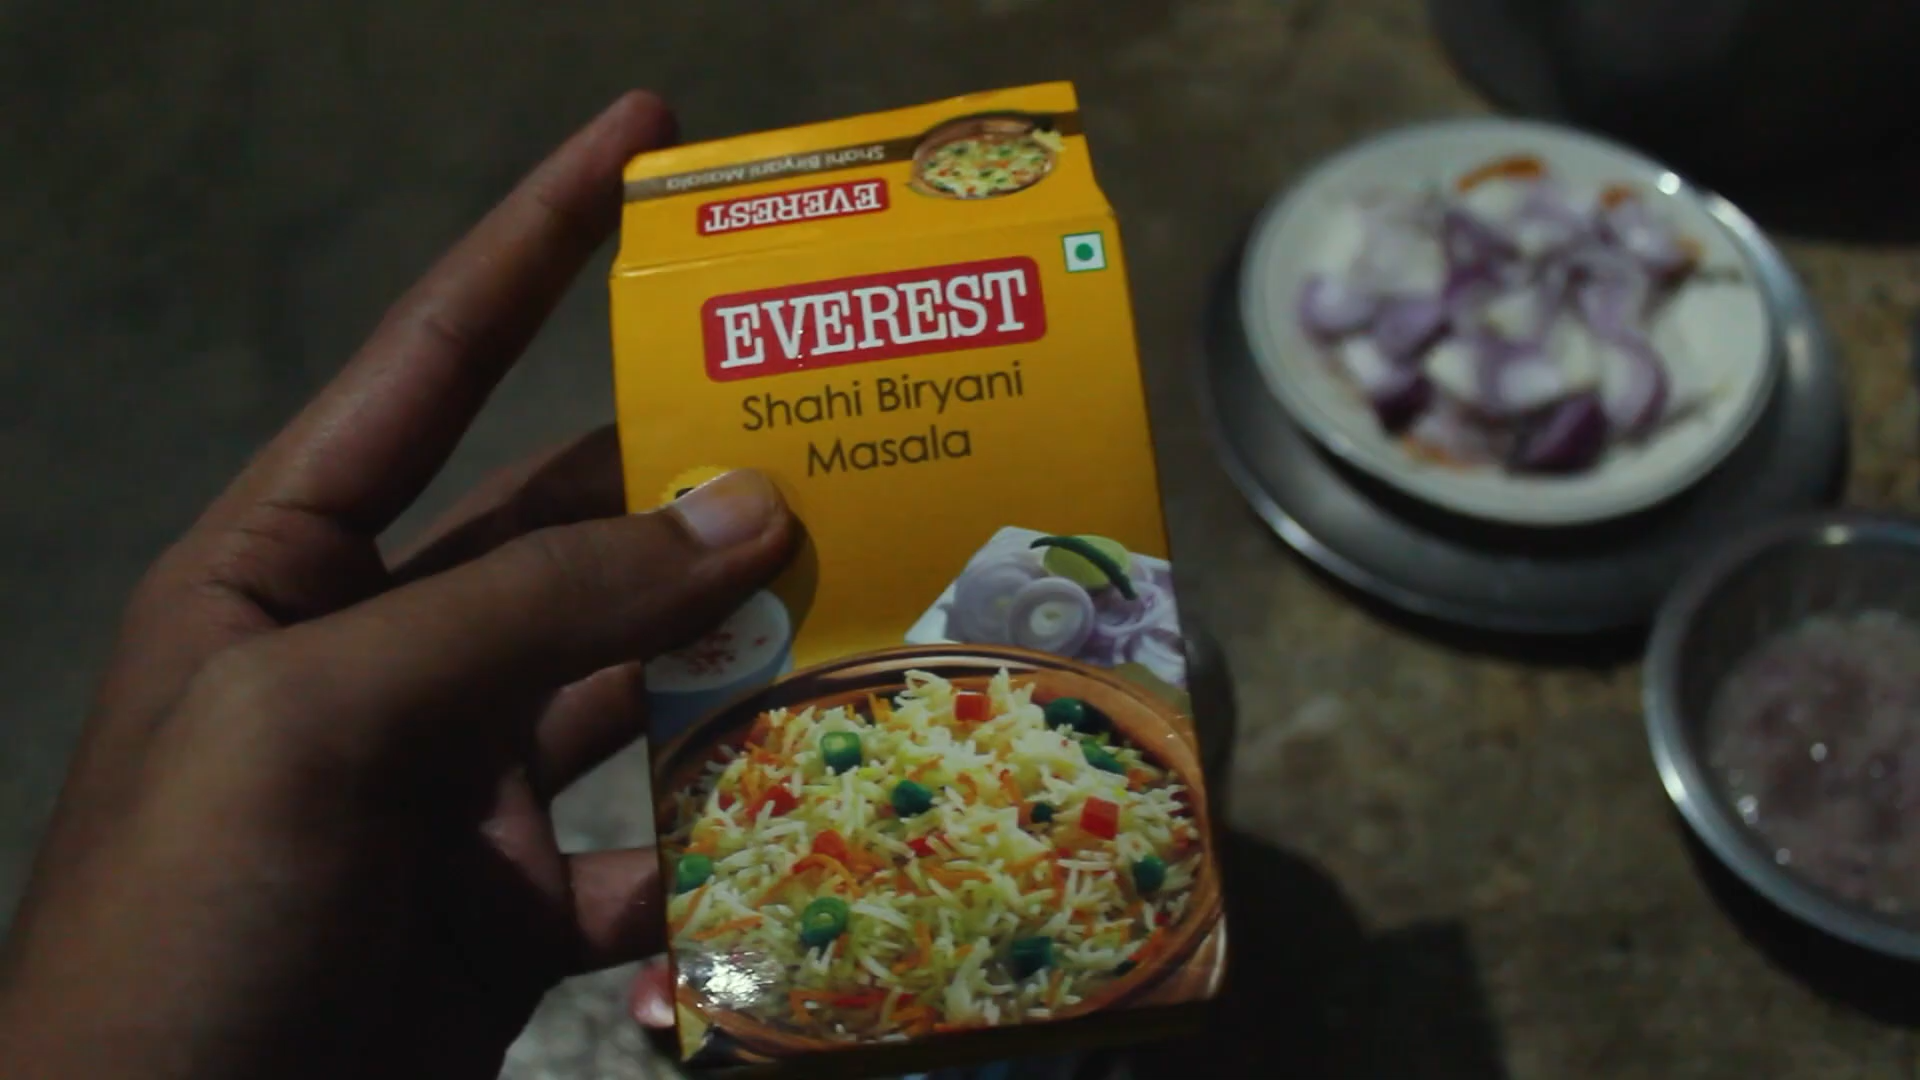 Shahi Biryani Masala
EVEREST
EVEREST
Shahi Biryani
Masala